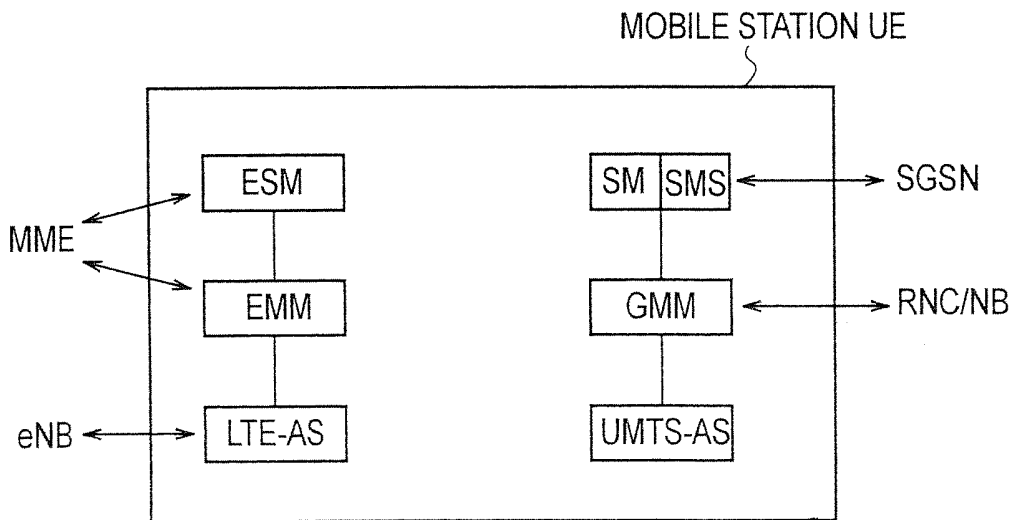 MOBILE STATION UE
ESM
SM SMS
SGSN
MME
EMM
GMM
RNC/NB
eNB
LTE-AS
UMTS-AS